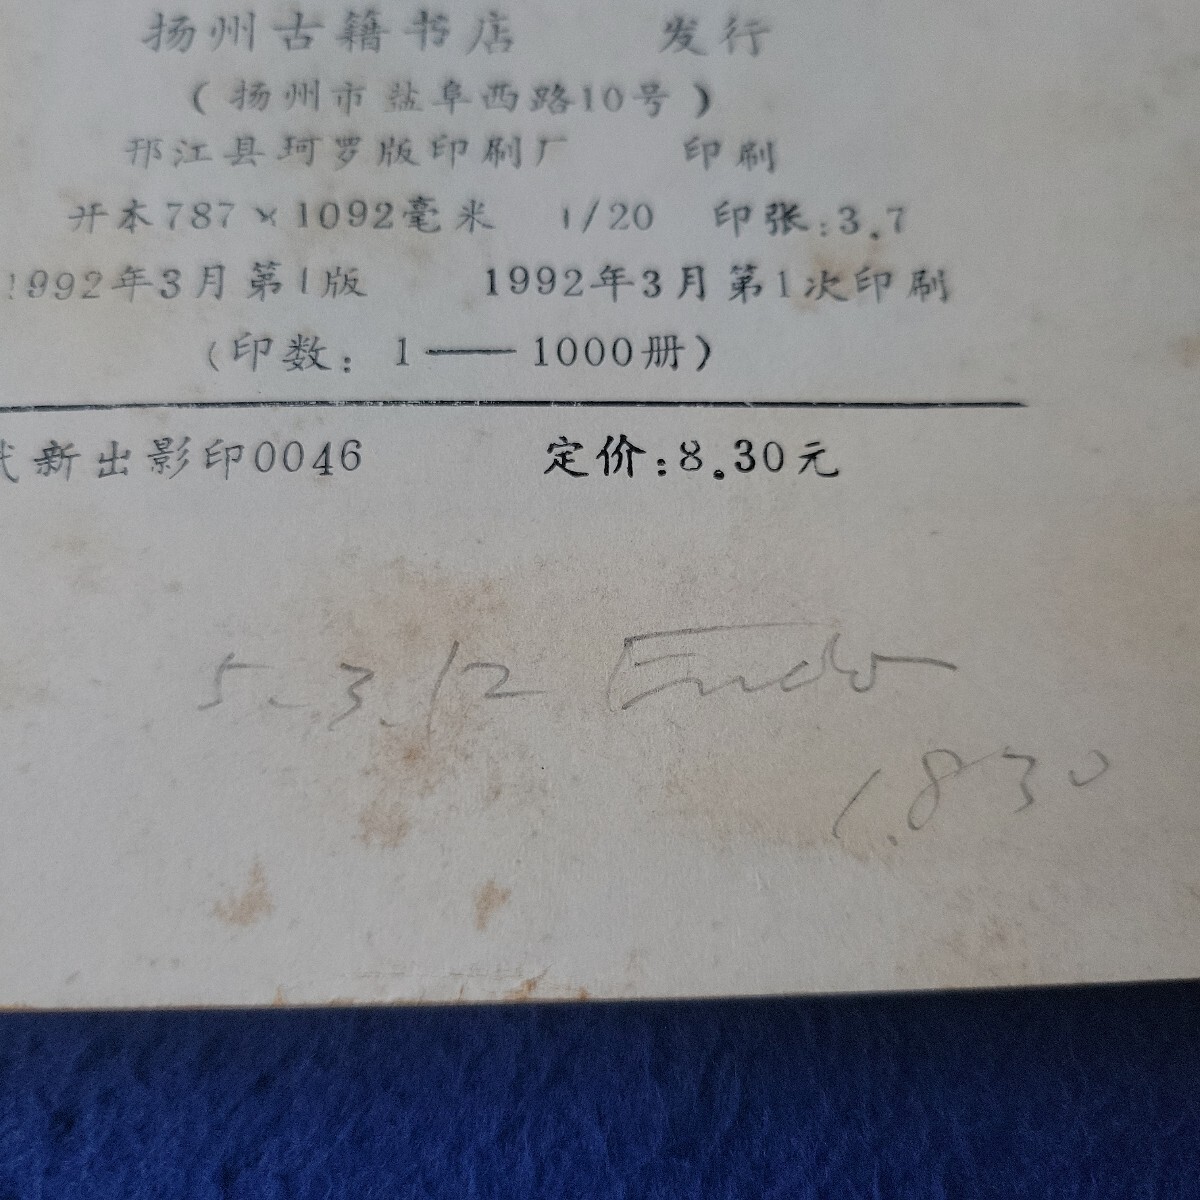 扬州古籍书店 发行
(扬州市盐阜西路10号)
邗江县珂罗版印刷厂 印刷
开本787×1092毫米 1/20 印张:3.7
1992年3月第1版 1992年3月第1次印刷
(印数: 1——1000册)
新出影印0046 定价:8.30元
5.3.12 Endo
1.830